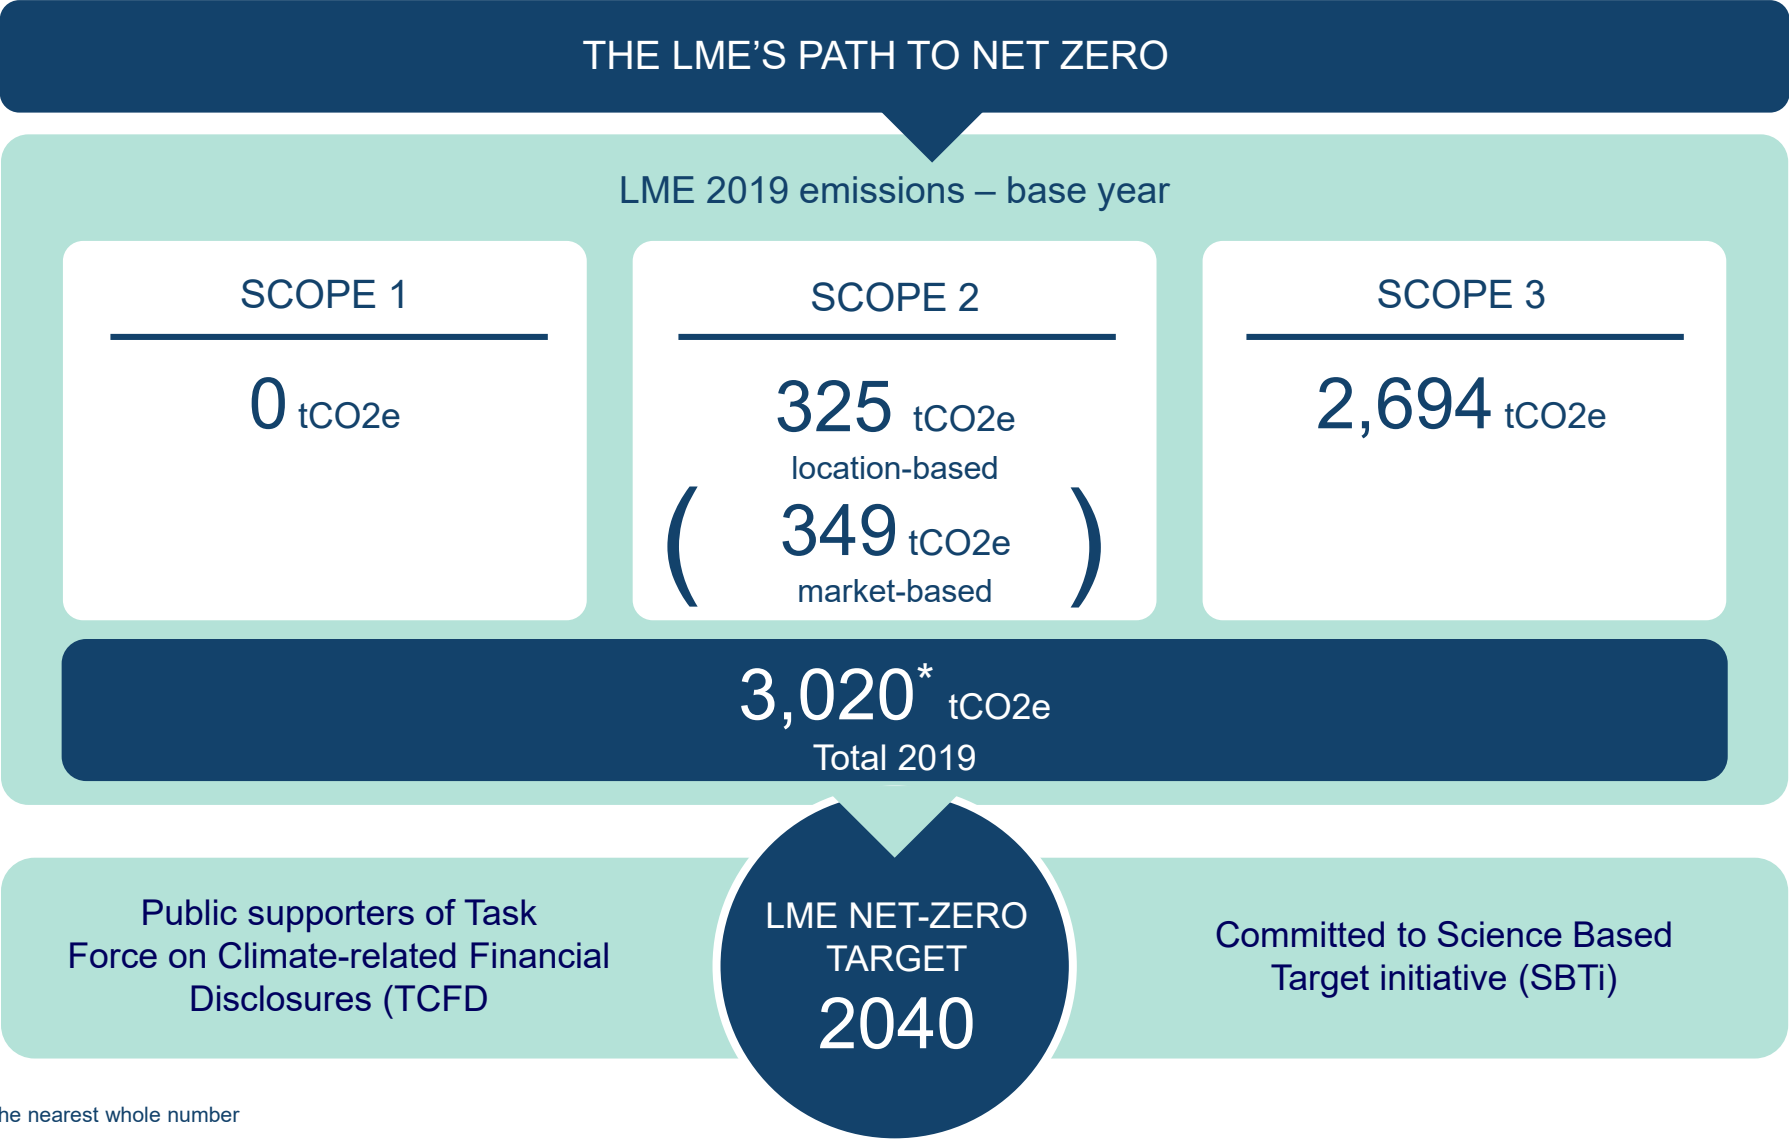 THE LME’S PATH TO NET ZERO
LME 2019 emissions – base year
SCOPE 1
0 tCO2e
SCOPE 2
325 tCO2e
location-based
( 349 tCO2e )
market-based
SCOPE 3
2,694 tCO2e
3,020* tCO2e
Total 2019
Public supporters of Task
Force on Climate-related Financial
Disclosures (TCFD
LME NET-ZERO
TARGET
2040
Committed to Science Based
Target initiative (SBTi)
he nearest whole number